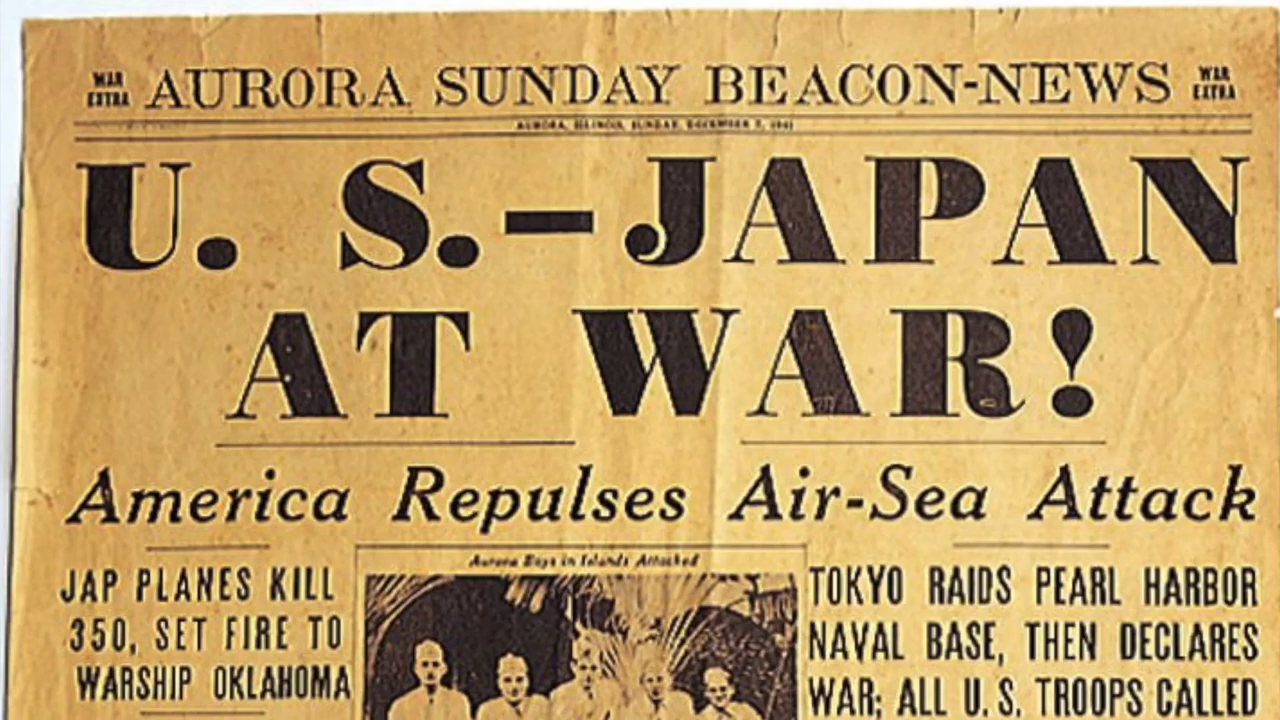 WAR
EXTRA
AURORA SUNDAY BEACON-NEWS
WAR
EXTRA
AURORA, ILLINOIS, SUNDAY, DECEMBER 7, 1941
U. S.–JAPAN
AT WAR!
America Repulses Air-Sea Attack
JAP PLANES KILL
350, SET FIRE TO
WARSHIP OKLAHOMA
Aurora Boys in Islands Attacked
TOKYO RAIDS PEARL HARBOR
NAVAL BASE, THEN DECLARES
WAR; ALL U. S. TROOPS CALLED